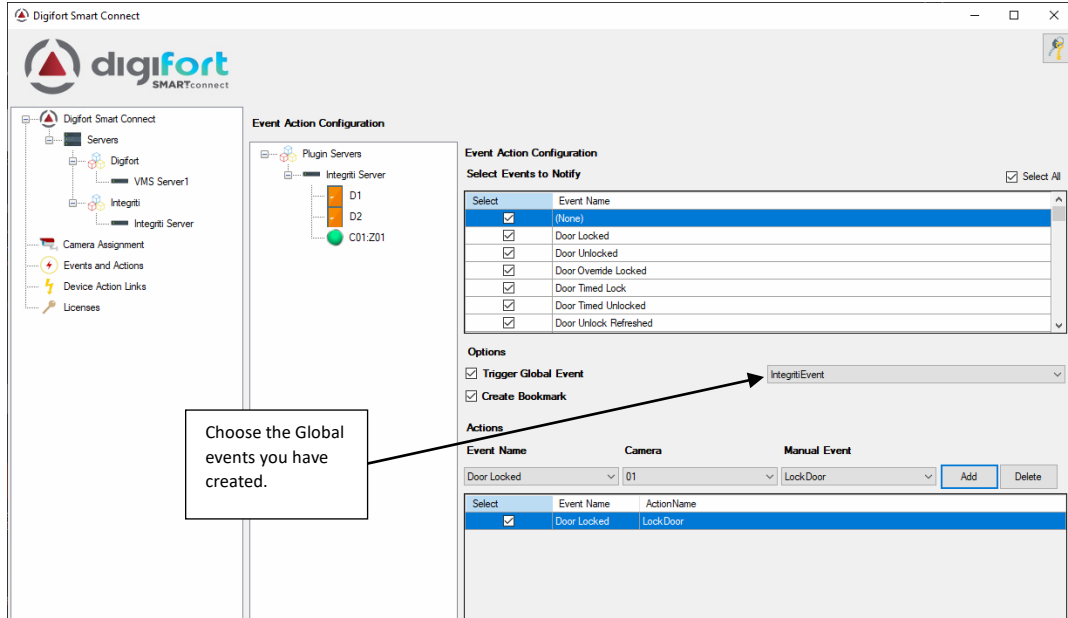 Digifort Smart Connect
digifort
SMARTconnect
Digifort Smart Connect
Servers
Digifort
VMS Server1
Integriti
Integriti Server
Camera Assignment
Events and Actions
Device Action Links
Licenses
Event Action Configuration
Plugin Servers
Integriti Server
D1
D2
C01:Z01
Event Action Configuration
Select Events to Notify
Select All
Select Event Name
(None)
Door Locked
Door Unlocked
Door Override Locked
Door Timed Lock
Door Timed Unlocked
Door Unlock Refreshed
Options
Trigger Global Event
IntegritiEvent
Create Bookmark
Choose the Global
events you have
created.
Actions
Event Name Camera Manual Event
Door Locked 01 LockDoor Add Delete
Select Event Name ActionName
Door Locked LockDoor